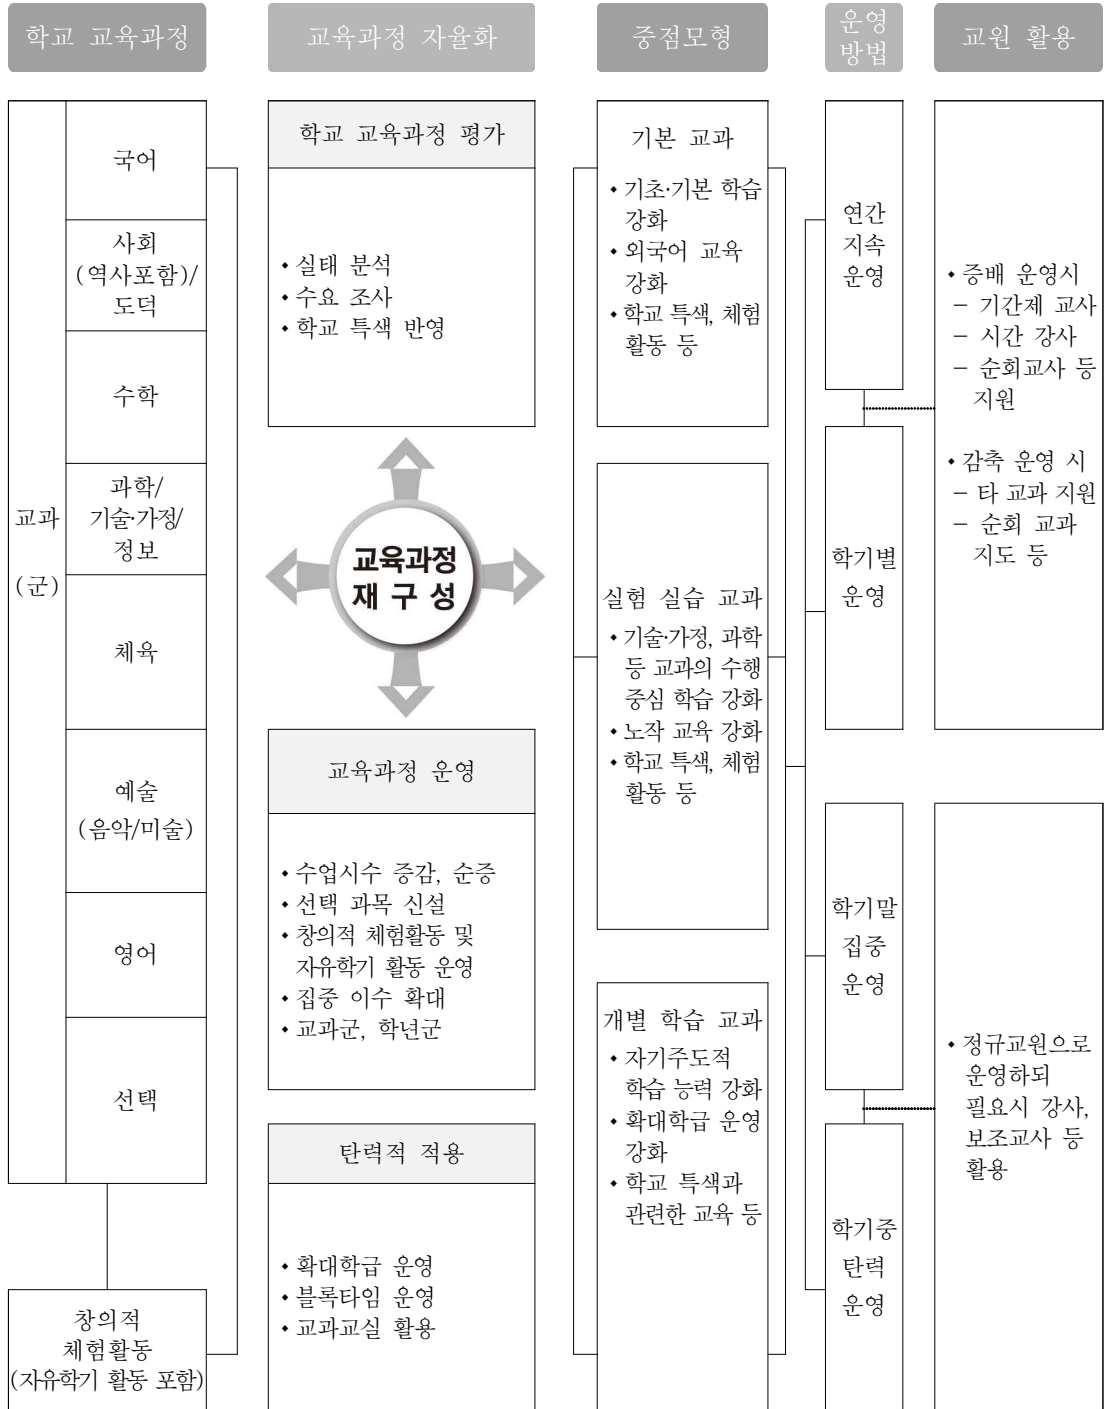 학교 교육과정
교육과정 자율화
중점모형
운영
방법
교원 활용
교과
(군)
국어
사회
(역사포함)/
도덕
수학
과학/
기술·가정/
정보
체육
예술
(음악/미술)
영어
선택
창의적
체험활동
(자유학기 활동 포함)
학교 교육과정 평가
• 실태 분석
• 수요 조사
• 학교 특색 반영
교육과정
재 구 성
교육과정 운영
• 수업시수 증감, 순증
• 선택 과목 신설
• 창의적 체험활동 및
자유학기 활동 운영
• 집중 이수 확대
• 교과군, 학년군
탄력적 적용
• 확대학급 운영
• 블록타임 운영
• 교과교실 활용
기본 교과
• 기초·기본 학습
강화
• 외국어 교육
강화
• 학교 특색, 체험
활동 등
실험 실습 교과
• 기술·가정, 과학
등 교과의 수행
중심 학습 강화
• 노작 교육 강화
• 학교 특색, 체험
활동 등
개별 학습 교과
• 자기주도적
학습 능력 강화
• 확대학급 운영
강화
• 학교 특색과
관련한 교육 등
연간
지속
운영
학기별
운영
학기말
집중
운영
학기중
탄력
운영
• 증배 운영시
- 기간제 교사
- 시간 강사
- 순회교사 등
지원
• 감축 운영 시
- 타 교과 지원
- 순회 교과
지도 등
• 정규교원으로
운영하되
필요시 강사,
보조교사 등
활용